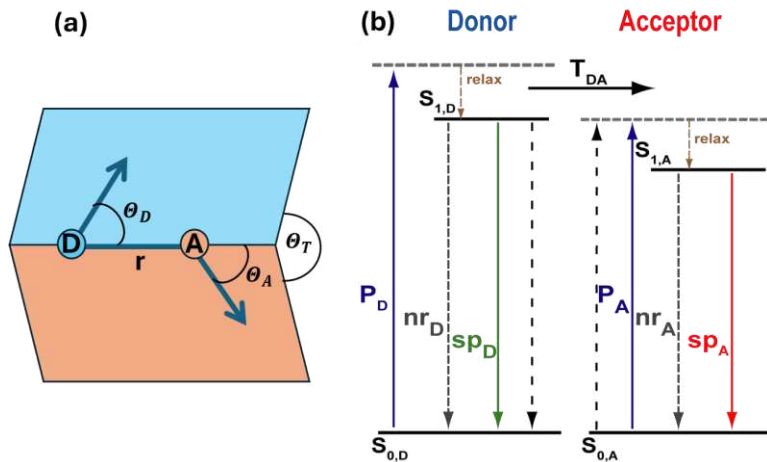 (a)
Θ_D
D
A
r
Θ_A
Θ_T
(b)
Donor
Acceptor
relax
T_DA
S_1,D
relax
S_1,A
P_D
nr_D
sp_D
P_A
nr_A
sp_A
S_0,D
S_0,A